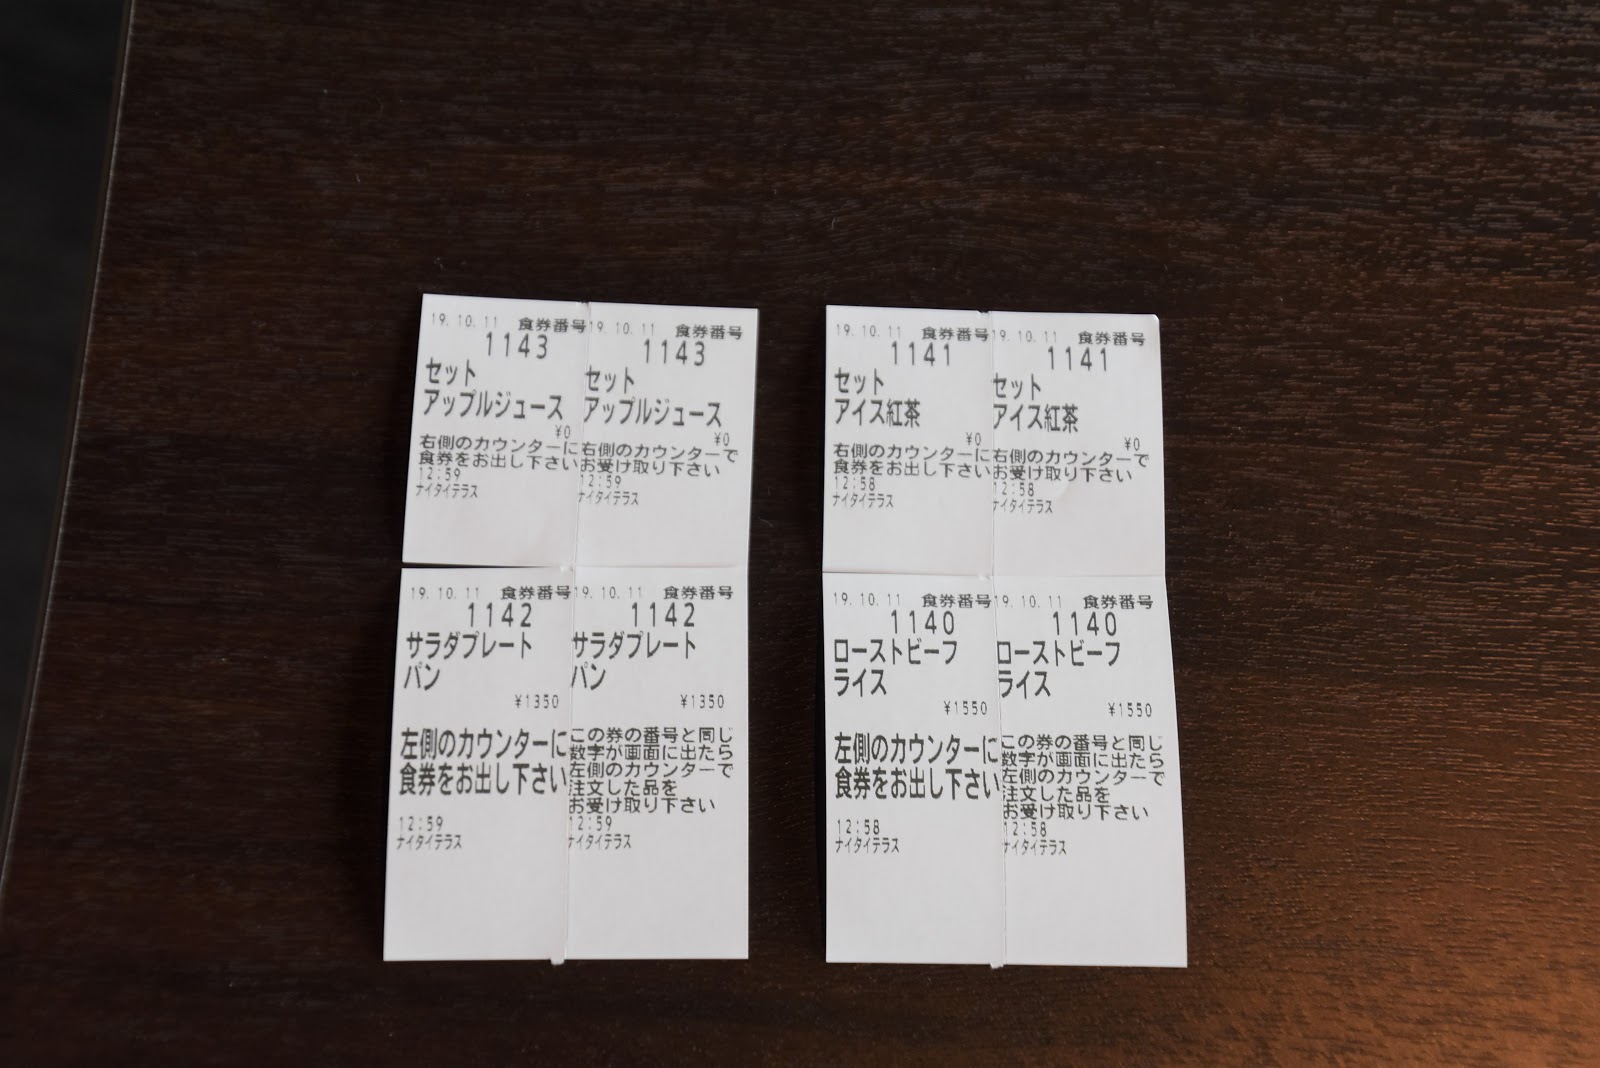 19.10.11 食券番号
1143
セット
アップルジュース
¥0
右側のカウンターに
食券をお出し下さい
12:59
ナイタイテラス
19.10.11 食券番号
1143
セット
アップルジュース
¥0
右側のカウンターで
お受け取り下さい
12:59
ナイタイテラス
19.10.11 食券番号
1142
サラダプレート
パン
¥1350
左側のカウンターに
食券をお出し下さい
12:59
ナイタイテラス
19.10.11 食券番号
1142
サラダプレート
パン
¥1350
この券の番号と同じ
数字が画面に出たら
左側のカウンターで
注文した品を
お受け取り下さい
12:59
ナイタイテラス
19.10.11 食券番号
1141
セット
アイス紅茶
¥0
右側のカウンターに
食券をお出し下さい
12:58
ナイタイテラス
19.10.11 食券番号
1141
セット
アイス紅茶
¥0
右側のカウンターで
お受け取り下さい
12:58
ナイタイテラス
19.10.11 食券番号
1140
ローストビーフ
ライス
¥1550
左側のカウンターに
食券をお出し下さい
12:58
ナイタイテラス
19.10.11 食券番号
1140
ローストビーフ
ライス
¥1550
この券の番号と同じ
数字が画面に出たら
左側のカウンターで
注文した品を
お受け取り下さい
12:58
ナイタイテラス